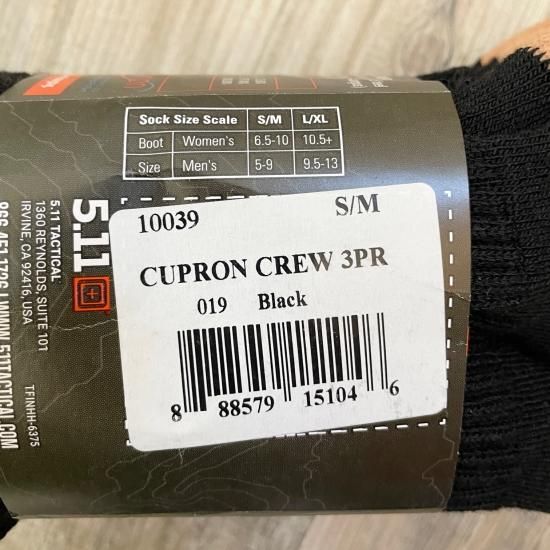 Sock Size Scale S/M L/XL
Boot Women's 6.5-10 10.5+
Size Men's 5-9 9.5-13
10039 S/M
CUPRON CREW 3PR
019 Black
8 88579 15104 6
5.11
5.11 TACTICAL
1360 REYNOLDS, SUITE 101
IRVINE, CA 92416, USA
TFINHH-6375